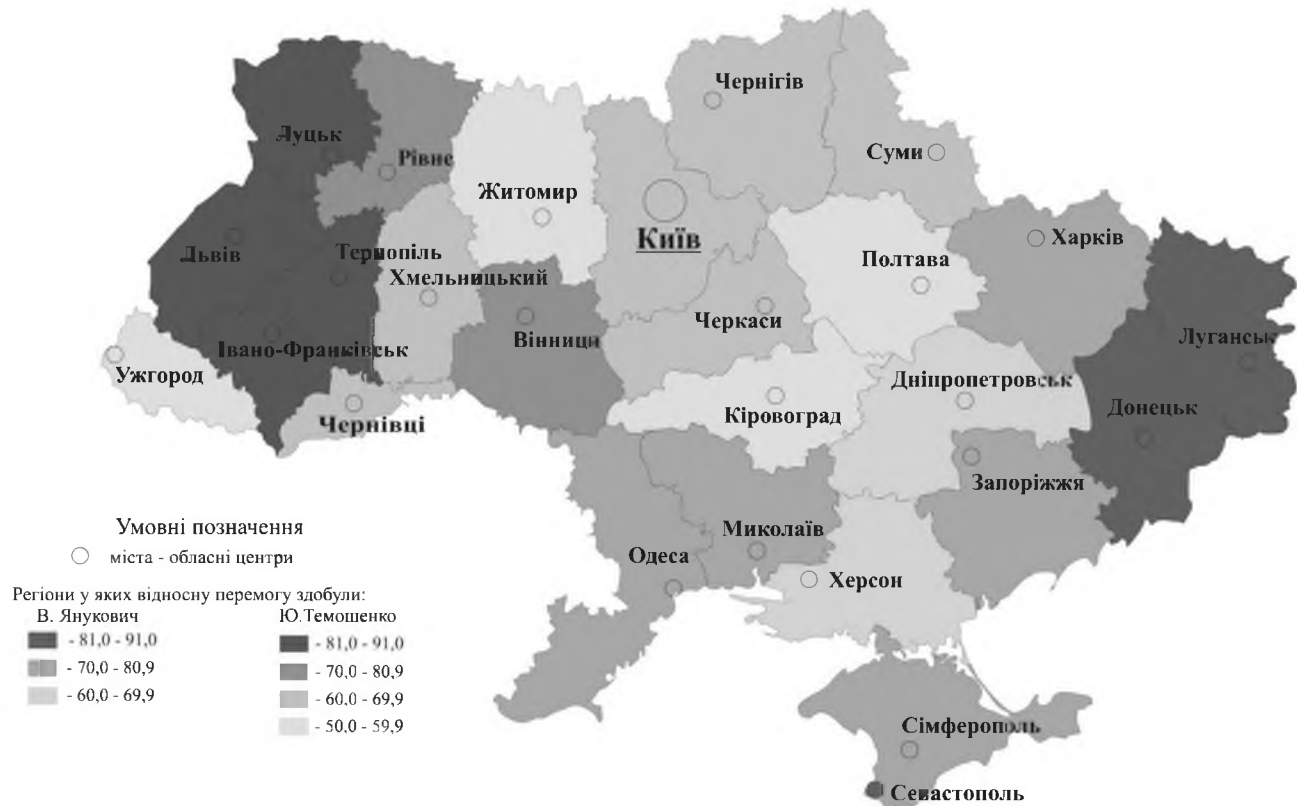 Чернігів
Суми
Луцьк
Рівне
Житомир
Київ
Харків
Львів
Тернопіль
Полтава
Хмельницький
Черкаси
Вінниця
Луганськ
Івано-Франківськ
Ужгород
Дніпропетровськ
Чернівці
Кіровоград
Донецьк
Запоріжжя
Миколаїв
Одеса
Херсон
Сімферополь
Севастополь
Умовні позначення
міста - обласні центри
Регіони у яких відносну перемогу здобули:
В. Янукович
- 81,0 - 91,0
- 70,0 - 80,9
- 60,0 - 69,9
Ю.Темошенко
- 81,0 - 91,0
- 70,0 - 80,9
- 60,0 - 69,9
- 50,0 - 59,9